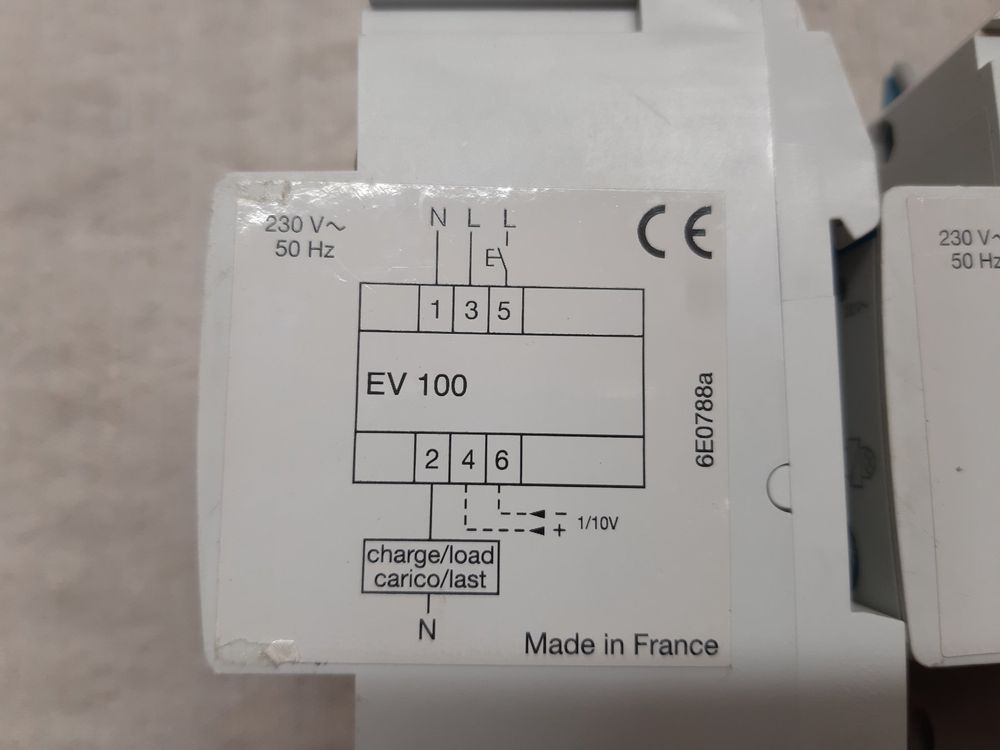 230 V~
50 Hz
N L L
CE
1 3 5
EV 100
6E0788a
2 4 6
-
+
1/10V
charge/load
carico/last
N
Made in France
230 V~
50 Hz